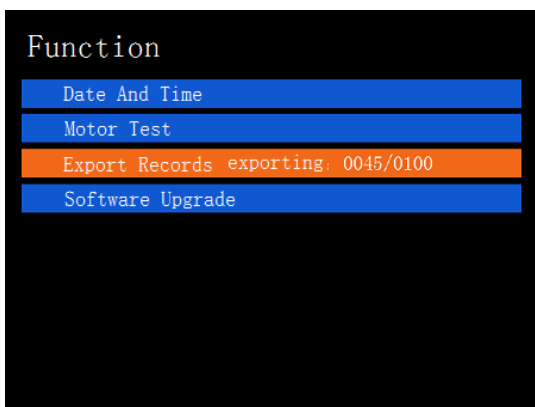 Function
Date And Time
Motor Test
Export Records exporting: 0045/0100
Software Upgrade